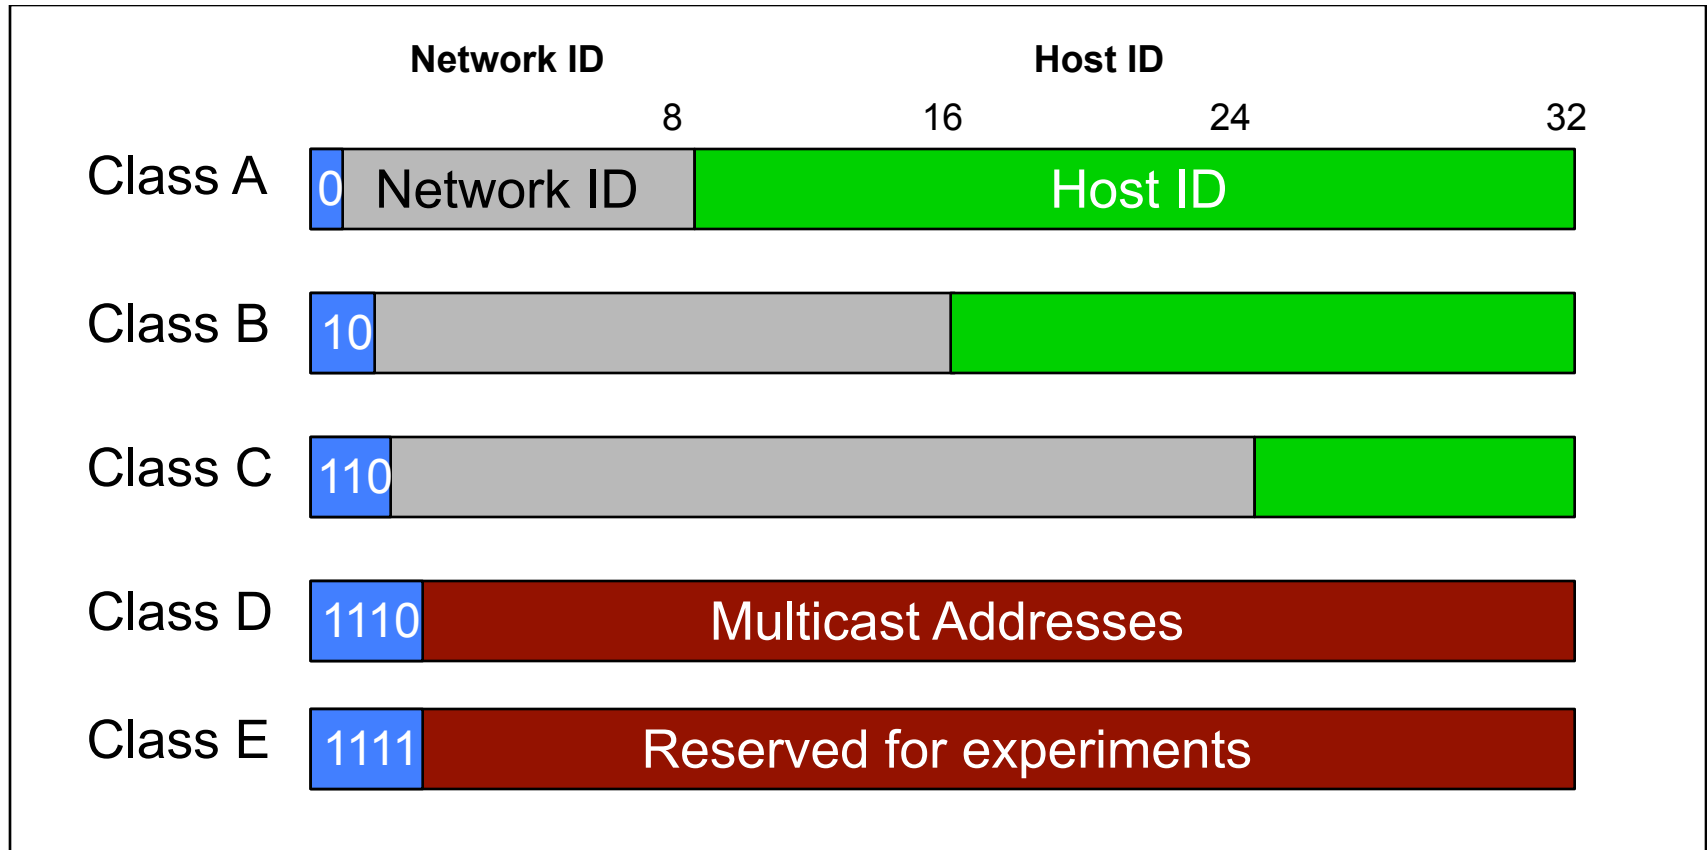 Network ID Host ID
8 16 24 32
Class A 0 Network ID Host ID
Class B 10
Class C 110
Class D 1110 Multicast Addresses
Class E 1111 Reserved for experiments